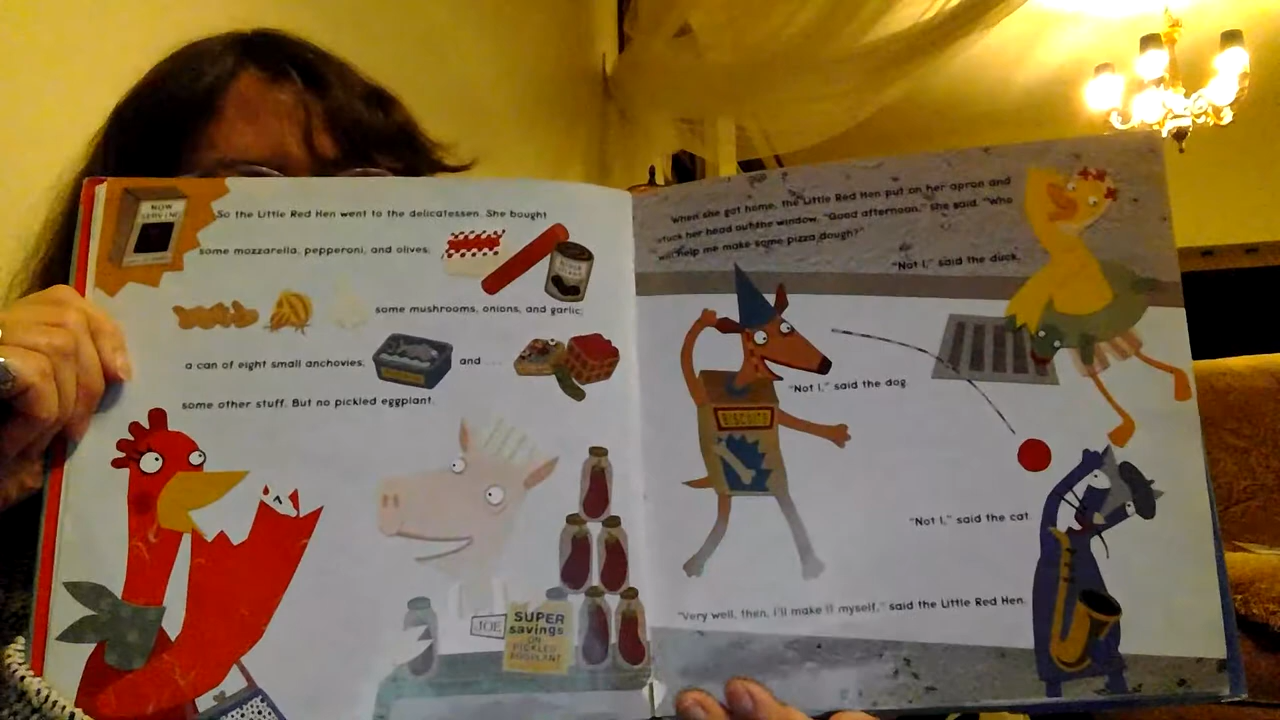 NOW
SERVING
So the Little Red Hen went to the delicatessen. She bought
some mozzarella, pepperoni, and olives;
some mushrooms, onions, and garlic;
a can of eight small anchovies;
and . . . .
some other stuff. But no pickled eggplant.
JOE
SUPER
savings
ON
PICKLED
EGGPLANT
When she got home, the Little Red Hen put on her apron and
stuck her head out the window. "Good afternoon," she said. "Who
will help me make some pizza dough?"
"Not I," said the duck.
"Not I," said the dog.
BISCUITS
"Not I," said the cat.
"Very well, then, I'll make it myself," said the Little Red Hen.